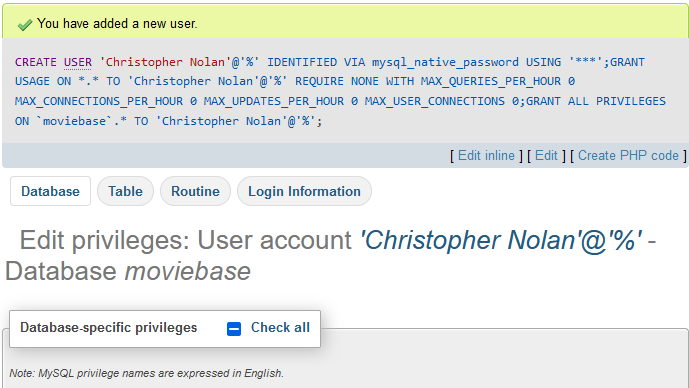 You have added a new user.
CREATE USER 'Christopher Nolan'@'%' IDENTIFIED VIA mysql_native_password USING '***';GRANT
USAGE ON *.* TO 'Christopher Nolan'@'%' REQUIRE NONE WITH MAX_QUERIES_PER_HOUR 0
MAX_CONNECTIONS_PER_HOUR 0 MAX_UPDATES_PER_HOUR 0 MAX_USER_CONNECTIONS 0;GRANT ALL PRIVILEGES
ON `moviebase`.* TO 'Christopher Nolan'@'%';
[ Edit inline ] [ Edit ] [ Create PHP code ]
Database Table Routine Login Information
Edit privileges: User account 'Christopher Nolan'@'%' -
Database moviebase
Database-specific privileges Check all
Note: MySQL privilege names are expressed in English.